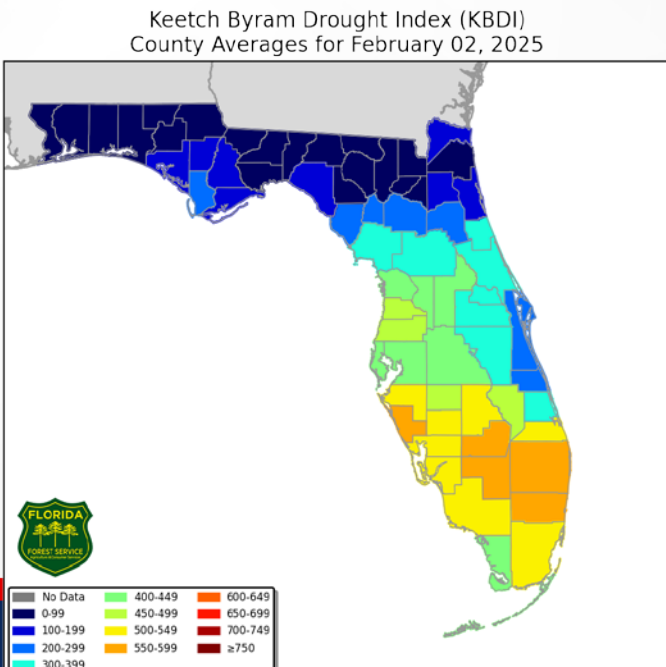 Keetch Byram Drought Index (KBDI)
County Averages for February 02, 2025
FLORIDA
FOREST SERVICE
No Data
0-99
100-199
200-299
300-399
400-449
450-499
500-549
550-599
600-649
650-699
700-749
≥750